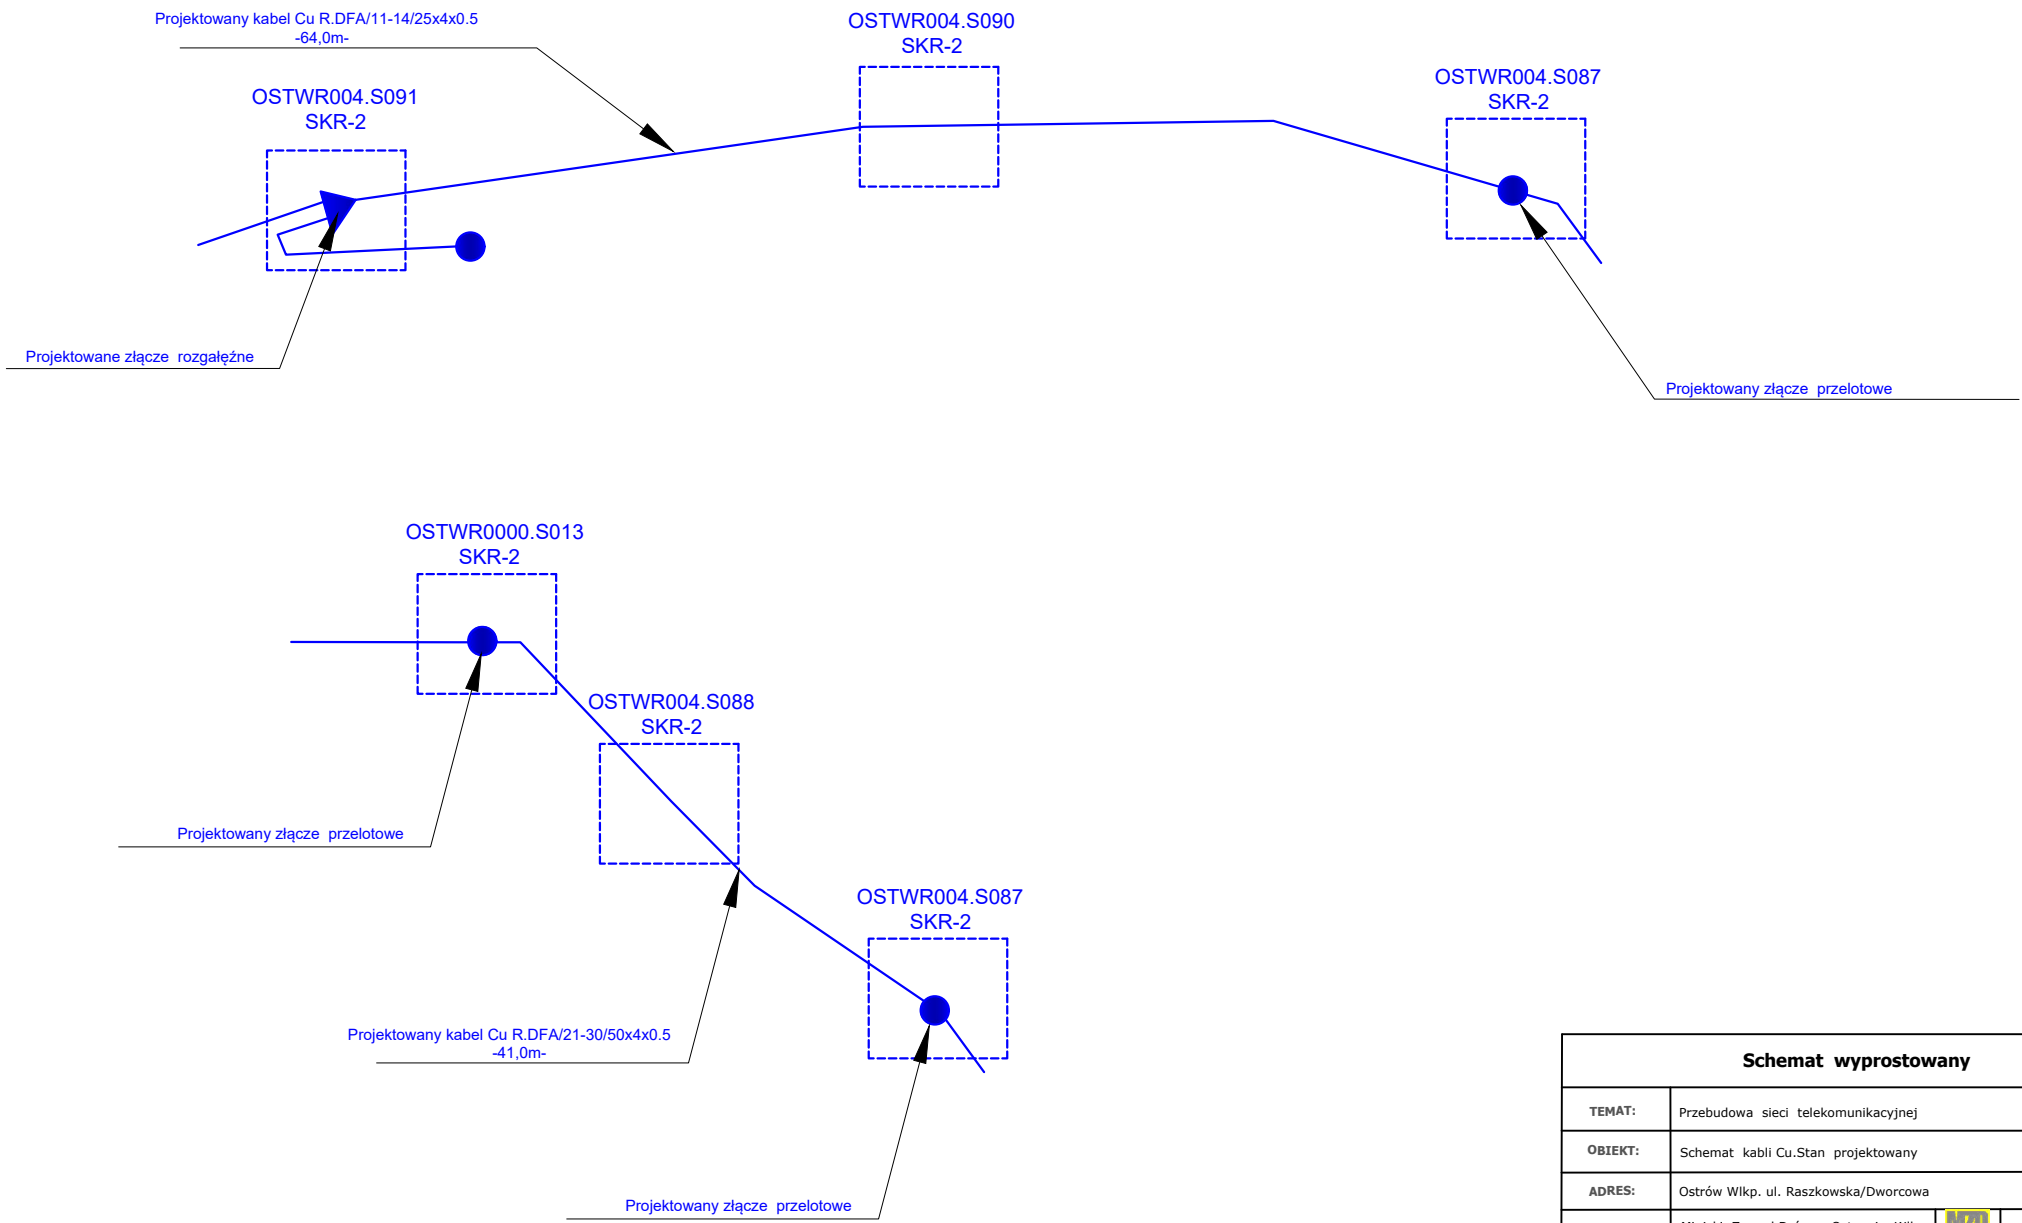 Projektowany kabel Cu R.DFA/11-14/25x4x0.5
-64,0m-
OSTWR004.S090
SKR-2
OSTWR004.S087
SKR-2
OSTWR004.S091
SKR-2
Projektowane złącze rozgałęźne
Projektowany złącze przelotowe
OSTWR0000.S013
SKR-2
OSTWR004.S088
SKR-2
Projektowany złącze przelotowe
OSTWR004.S087
SKR-2
Projektowany kabel Cu R.DFA/21-30/50x4x0.5
-41,0m-
Projektowany złącze przelotowe
Schemat wyprostowany
TEMAT: Przebudowa sieci telekomunikacyjnej
OBIEKT: Schemat kabli Cu.Stan projektowany
ADRES: Ostrów Wlkp. ul. Raszkowska/Dworcowa